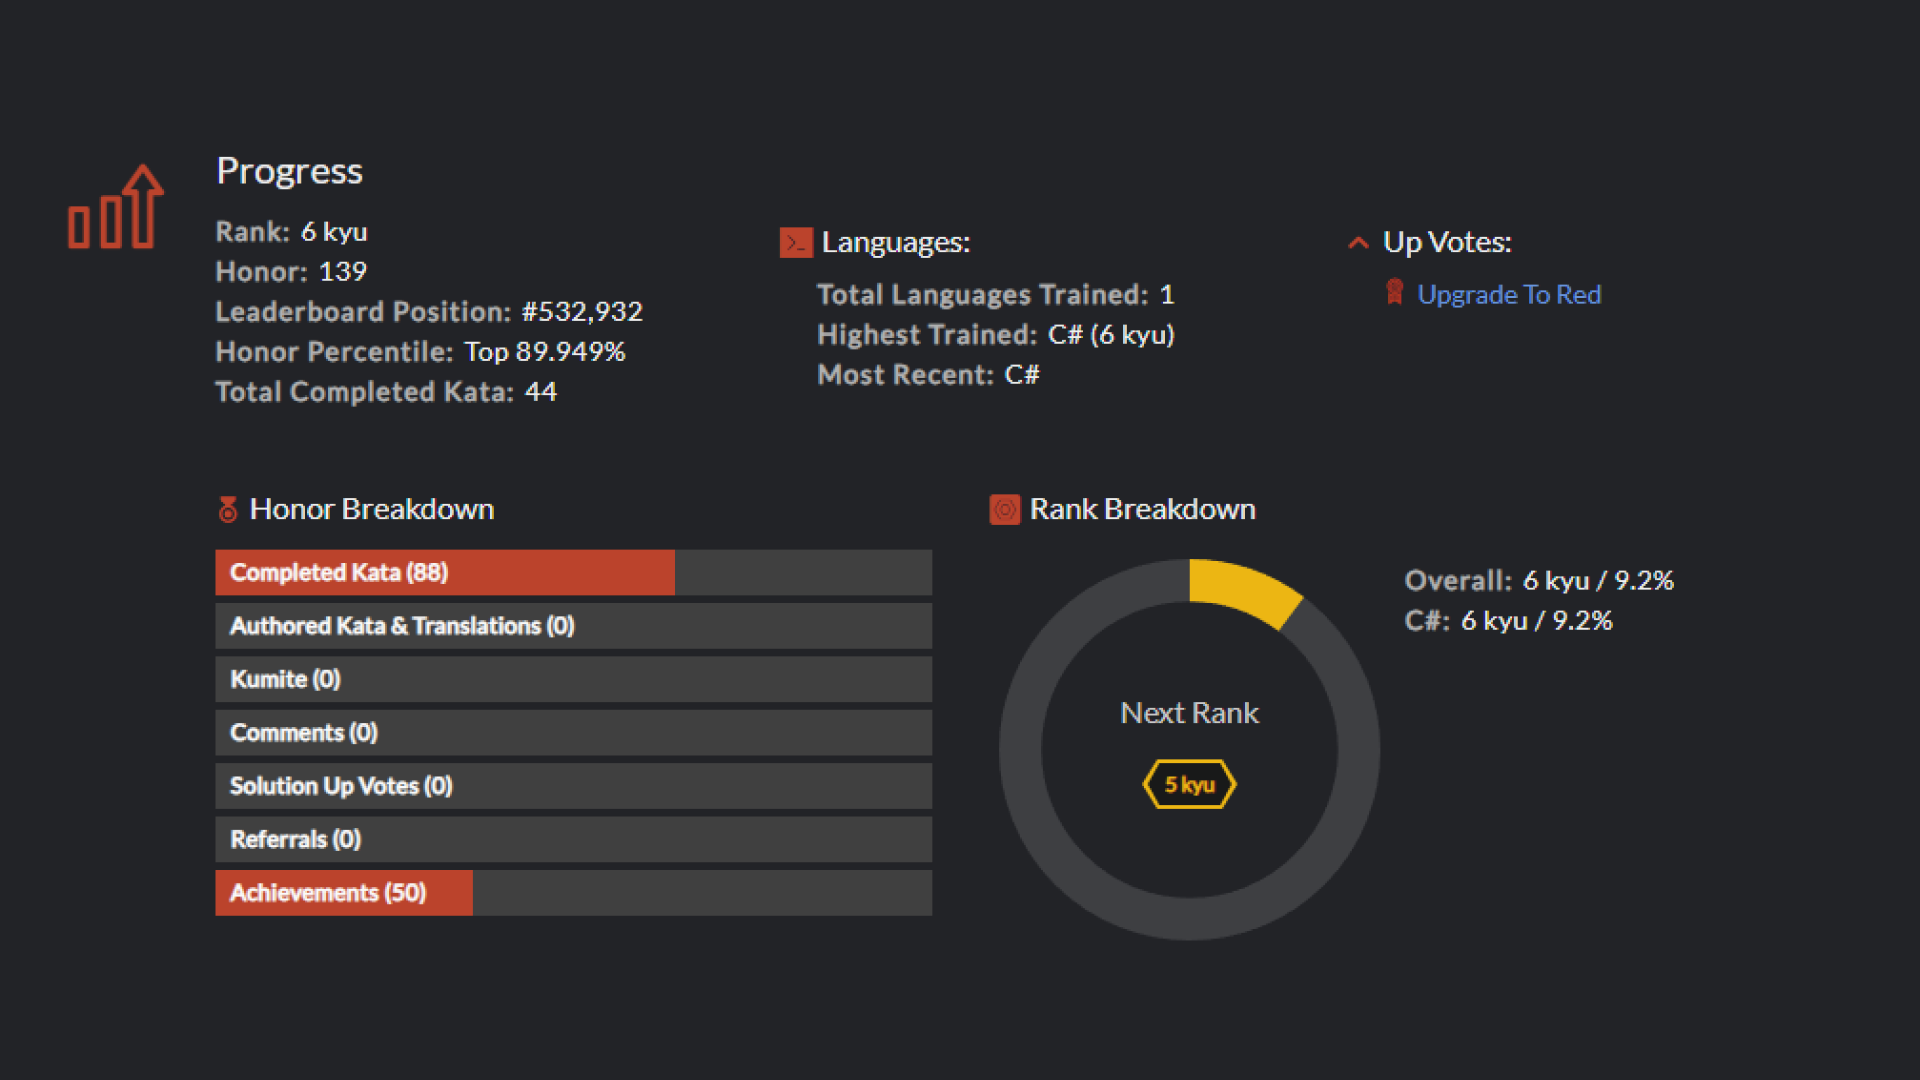 Progress
Rank: 6 kyu
Honor: 139
Leaderboard Position: #532,932
Honor Percentile: Top 89.949%
Total Completed Kata: 44
Languages:
Total Languages Trained: 1
Highest Trained: C# (6 kyu)
Most Recent: C#
Up Votes:
Upgrade To Red
Honor Breakdown
Completed Kata (88)
Authored Kata & Translations (0)
Kumite (0)
Comments (0)
Solution Up Votes (0)
Referrals (0)
Achievements (50)
Rank Breakdown
Next Rank
5 kyu
Overall: 6 kyu / 9.2%
C#: 6 kyu / 9.2%